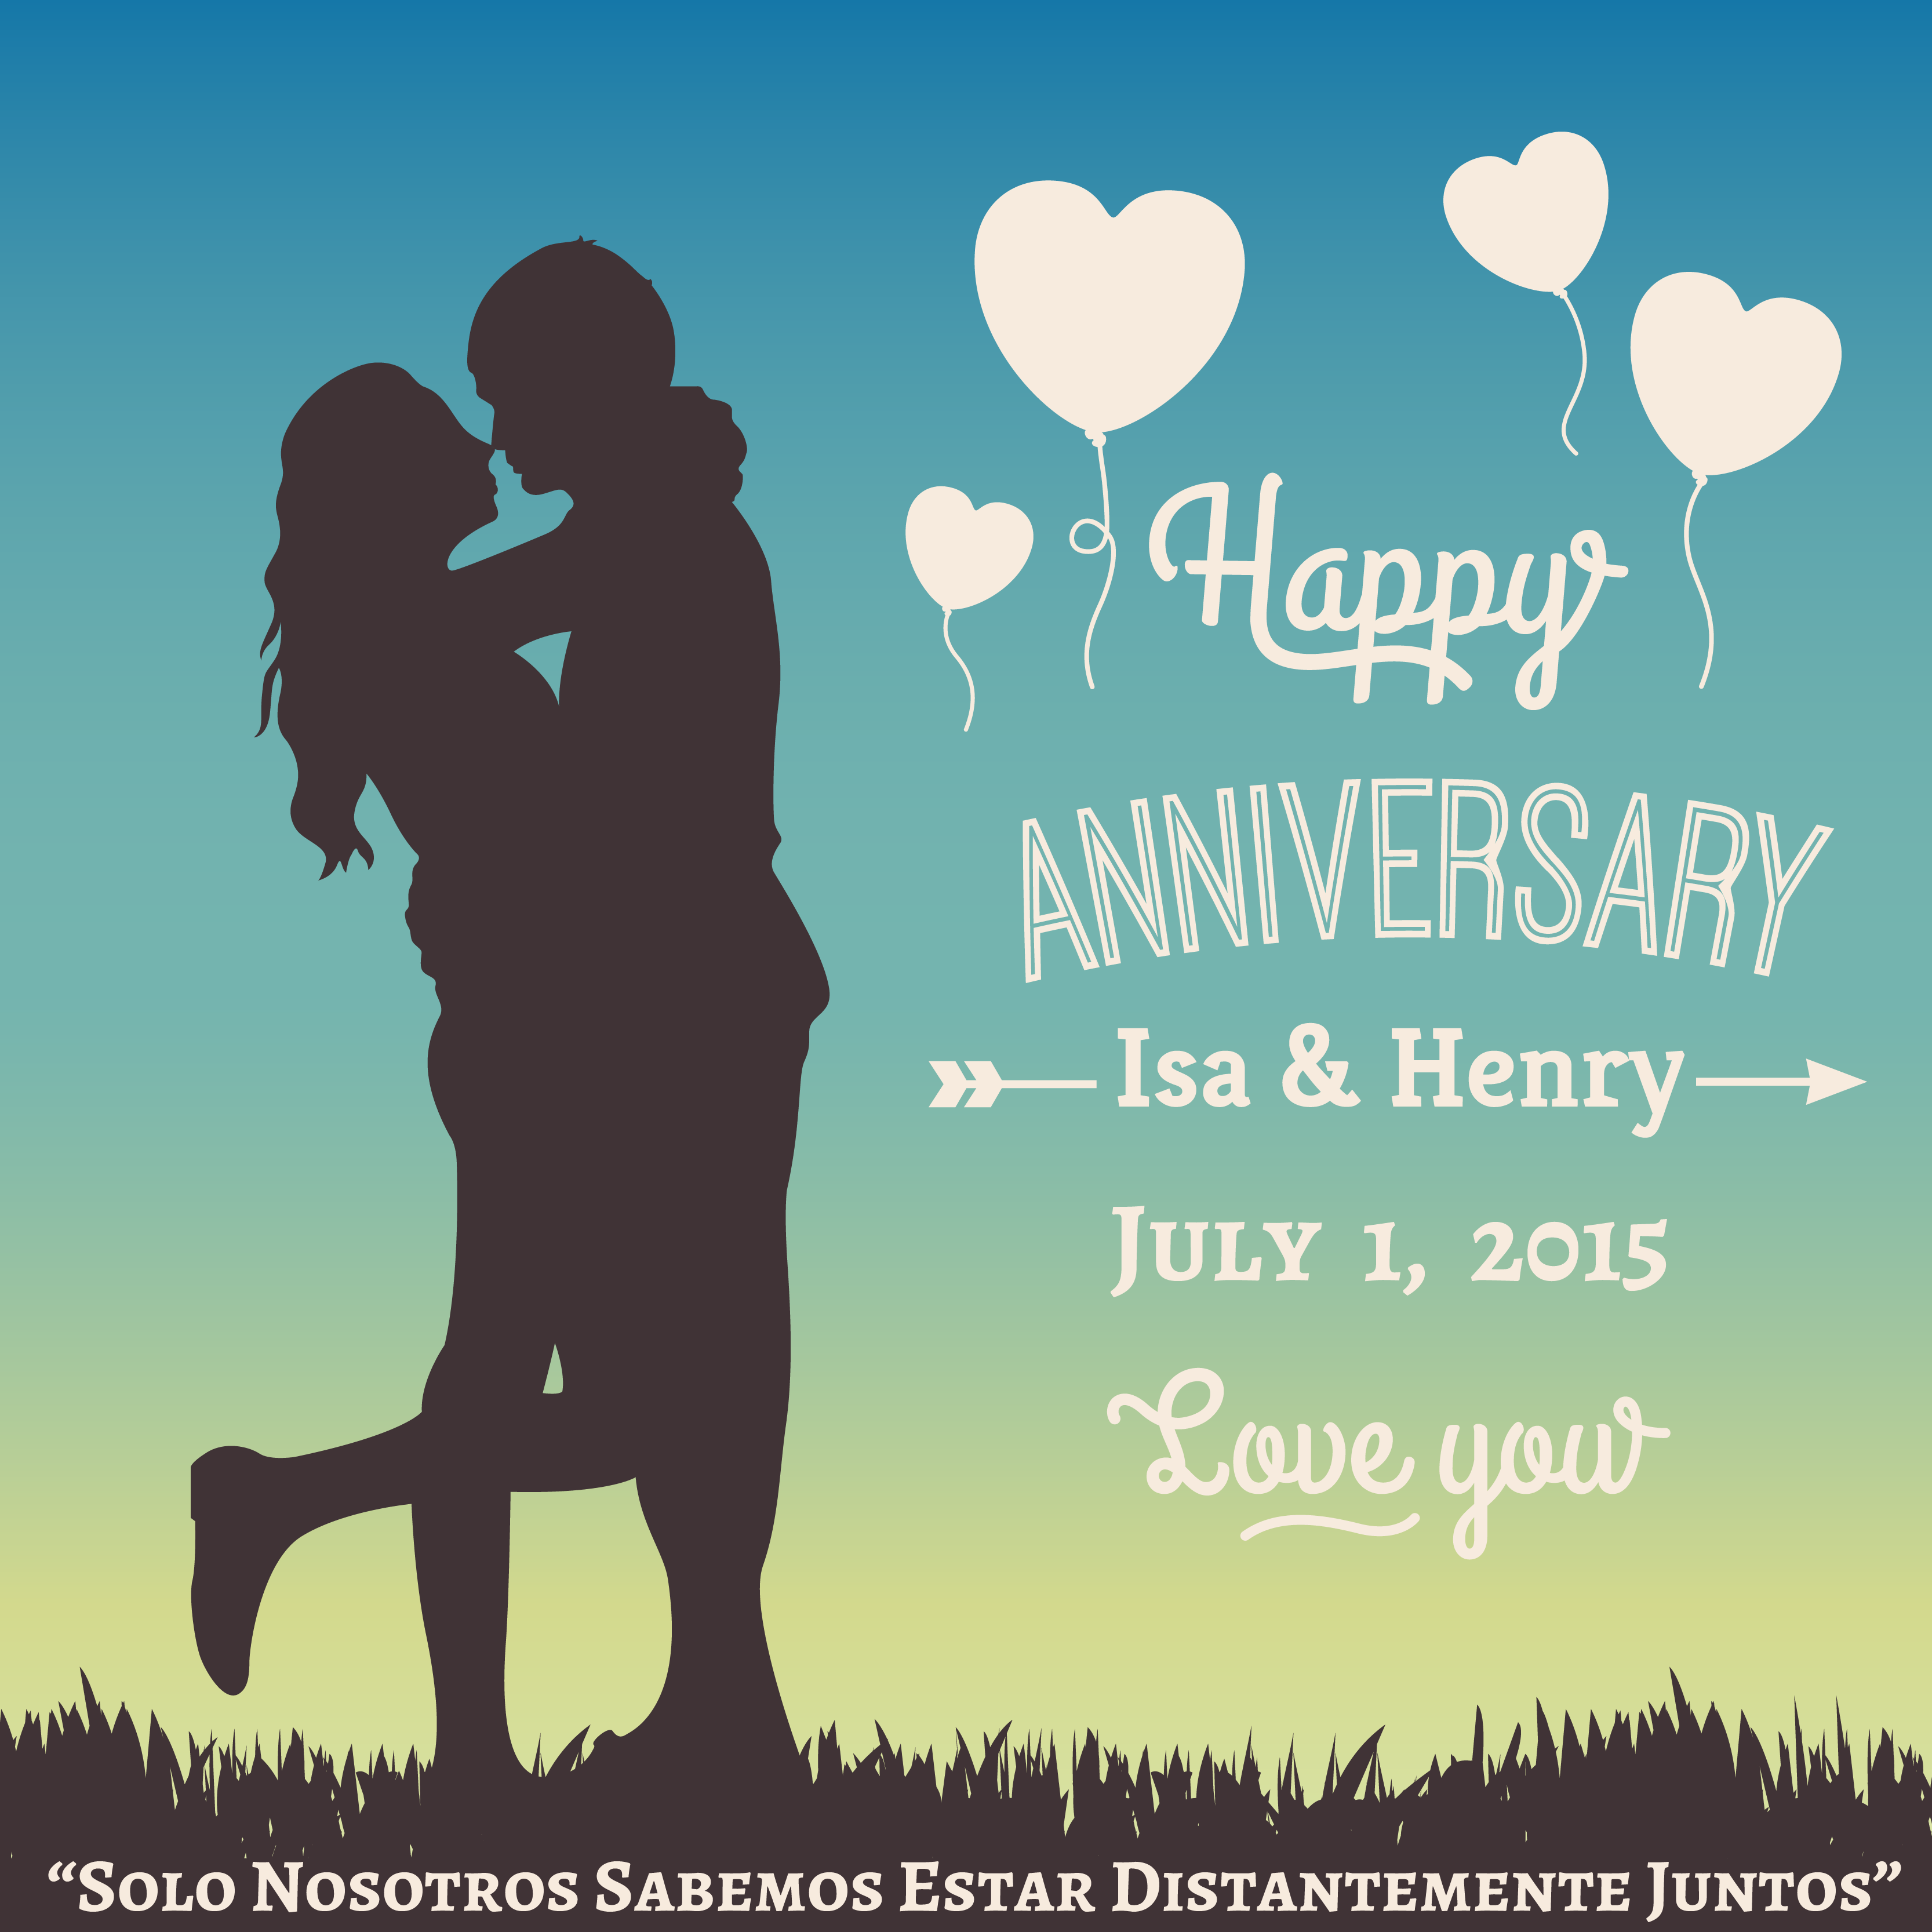 Happy
ANNIVERSARY
Isa & Henry
July 1, 2015
Love you
“Solo Nosotros Sabemos Estar Distantemente Juntos”